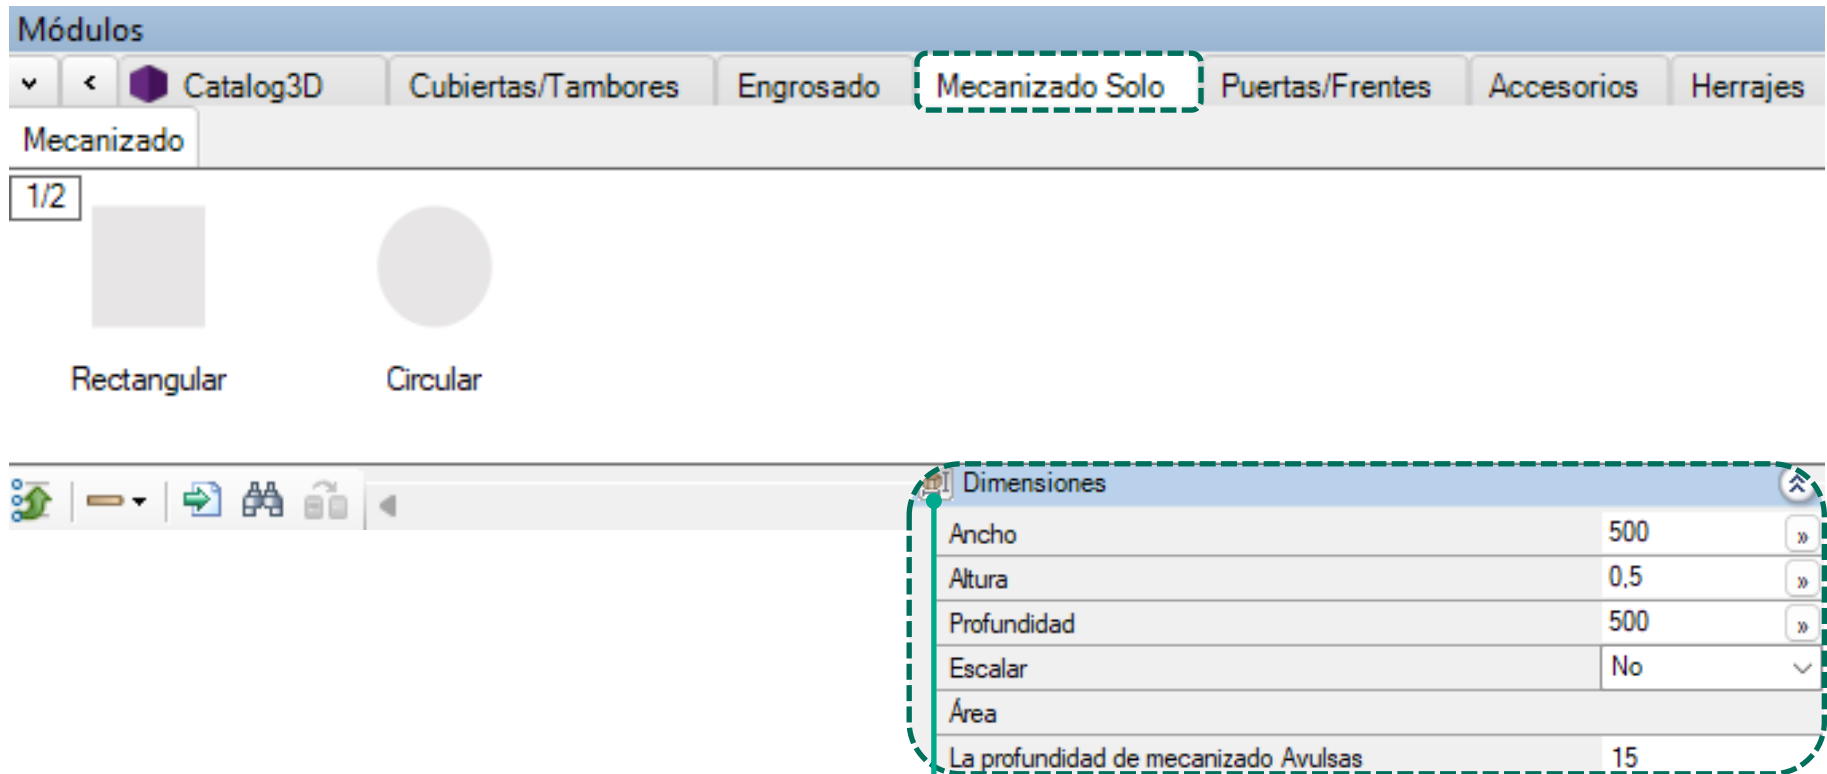 Módulos
Catalog3D Cubiertas/Tambores Engrosado Mecanizado Solo Puertas/Frentes Accesorios Herrajes
Mecanizado
1/2
Rectangular Circular
Dimensiones
Ancho 500
Altura 0,5
Profundidad 500
Escalar No
Área
La profundidad de mecanizado Avulsas 15